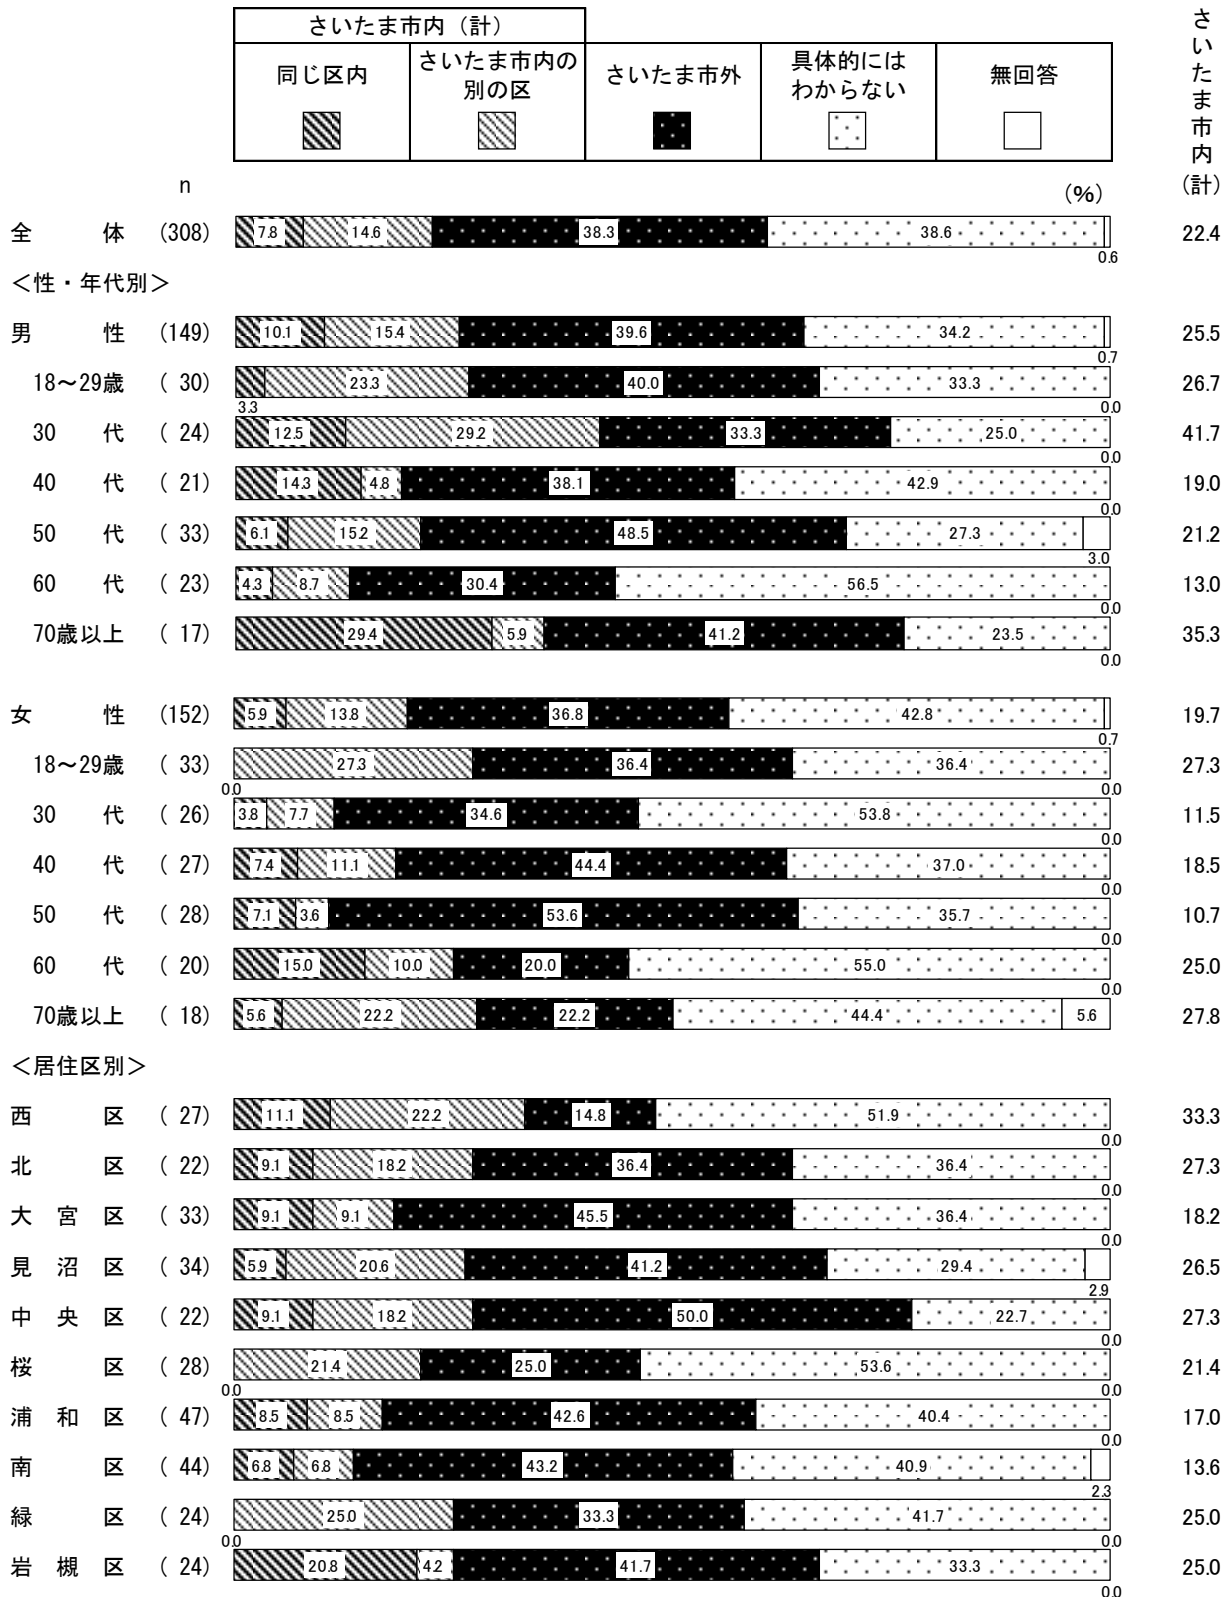 さいたま市内（計）
同じ区内
さいたま市内の
別の区
さいたま市外
具体的には
わからない
無回答
さいたま市内(計)
n
(%)
全体 (308) 7.8 14.6 38.3 38.6 22.4
0.6
＜性・年代別＞
男性 (149) 10.1 15.4 39.6 34.2 25.5
0.7
18～29歳 ( 30) 23.3 40.0 33.3 26.7
3.3 0.0
30代 ( 24) 12.5 29.2 33.3 25.0 41.7
0.0
40代 ( 21) 14.3 4.8 38.1 42.9 19.0
0.0
50代 ( 33) 6.1 15.2 48.5 27.3 21.2
3.0
60代 ( 23) 4.3 8.7 30.4 56.5 13.0
0.0
70歳以上 ( 17) 29.4 5.9 41.2 23.5 35.3
0.0
女性 (152) 5.9 13.8 36.8 42.8 19.7
0.7
18～29歳 ( 33) 27.3 36.4 36.4 27.3
0.0 0.0
30代 ( 26) 3.8 7.7 34.6 53.8 11.5
0.0
40代 ( 27) 7.4 11.1 44.4 37.0 18.5
0.0
50代 ( 28) 7.1 3.6 53.6 35.7 10.7
0.0
60代 ( 20) 15.0 10.0 20.0 55.0 25.0
0.0
70歳以上 ( 18) 5.6 22.2 22.2 44.4 5.6 27.8
＜居住区別＞
西区 ( 27) 11.1 22.2 14.8 51.9 33.3
0.0
北区 ( 22) 9.1 18.2 36.4 36.4 27.3
0.0
大宮区 ( 33) 9.1 9.1 45.5 36.4 18.2
0.0
見沼区 ( 34) 5.9 20.6 41.2 29.4 26.5
2.9
中央区 ( 22) 9.1 18.2 50.0 22.7 27.3
0.0
桜区 ( 28) 21.4 25.0 53.6 21.4
0.0 0.0
浦和区 ( 47) 8.5 8.5 42.6 40.4 17.0
0.0
南区 ( 44) 6.8 6.8 43.2 40.9 13.6
2.3
緑区 ( 24) 25.0 33.3 41.7 25.0
0.0 0.0
岩槻区 ( 24) 20.8 4.2 41.7 33.3 25.0
0.0